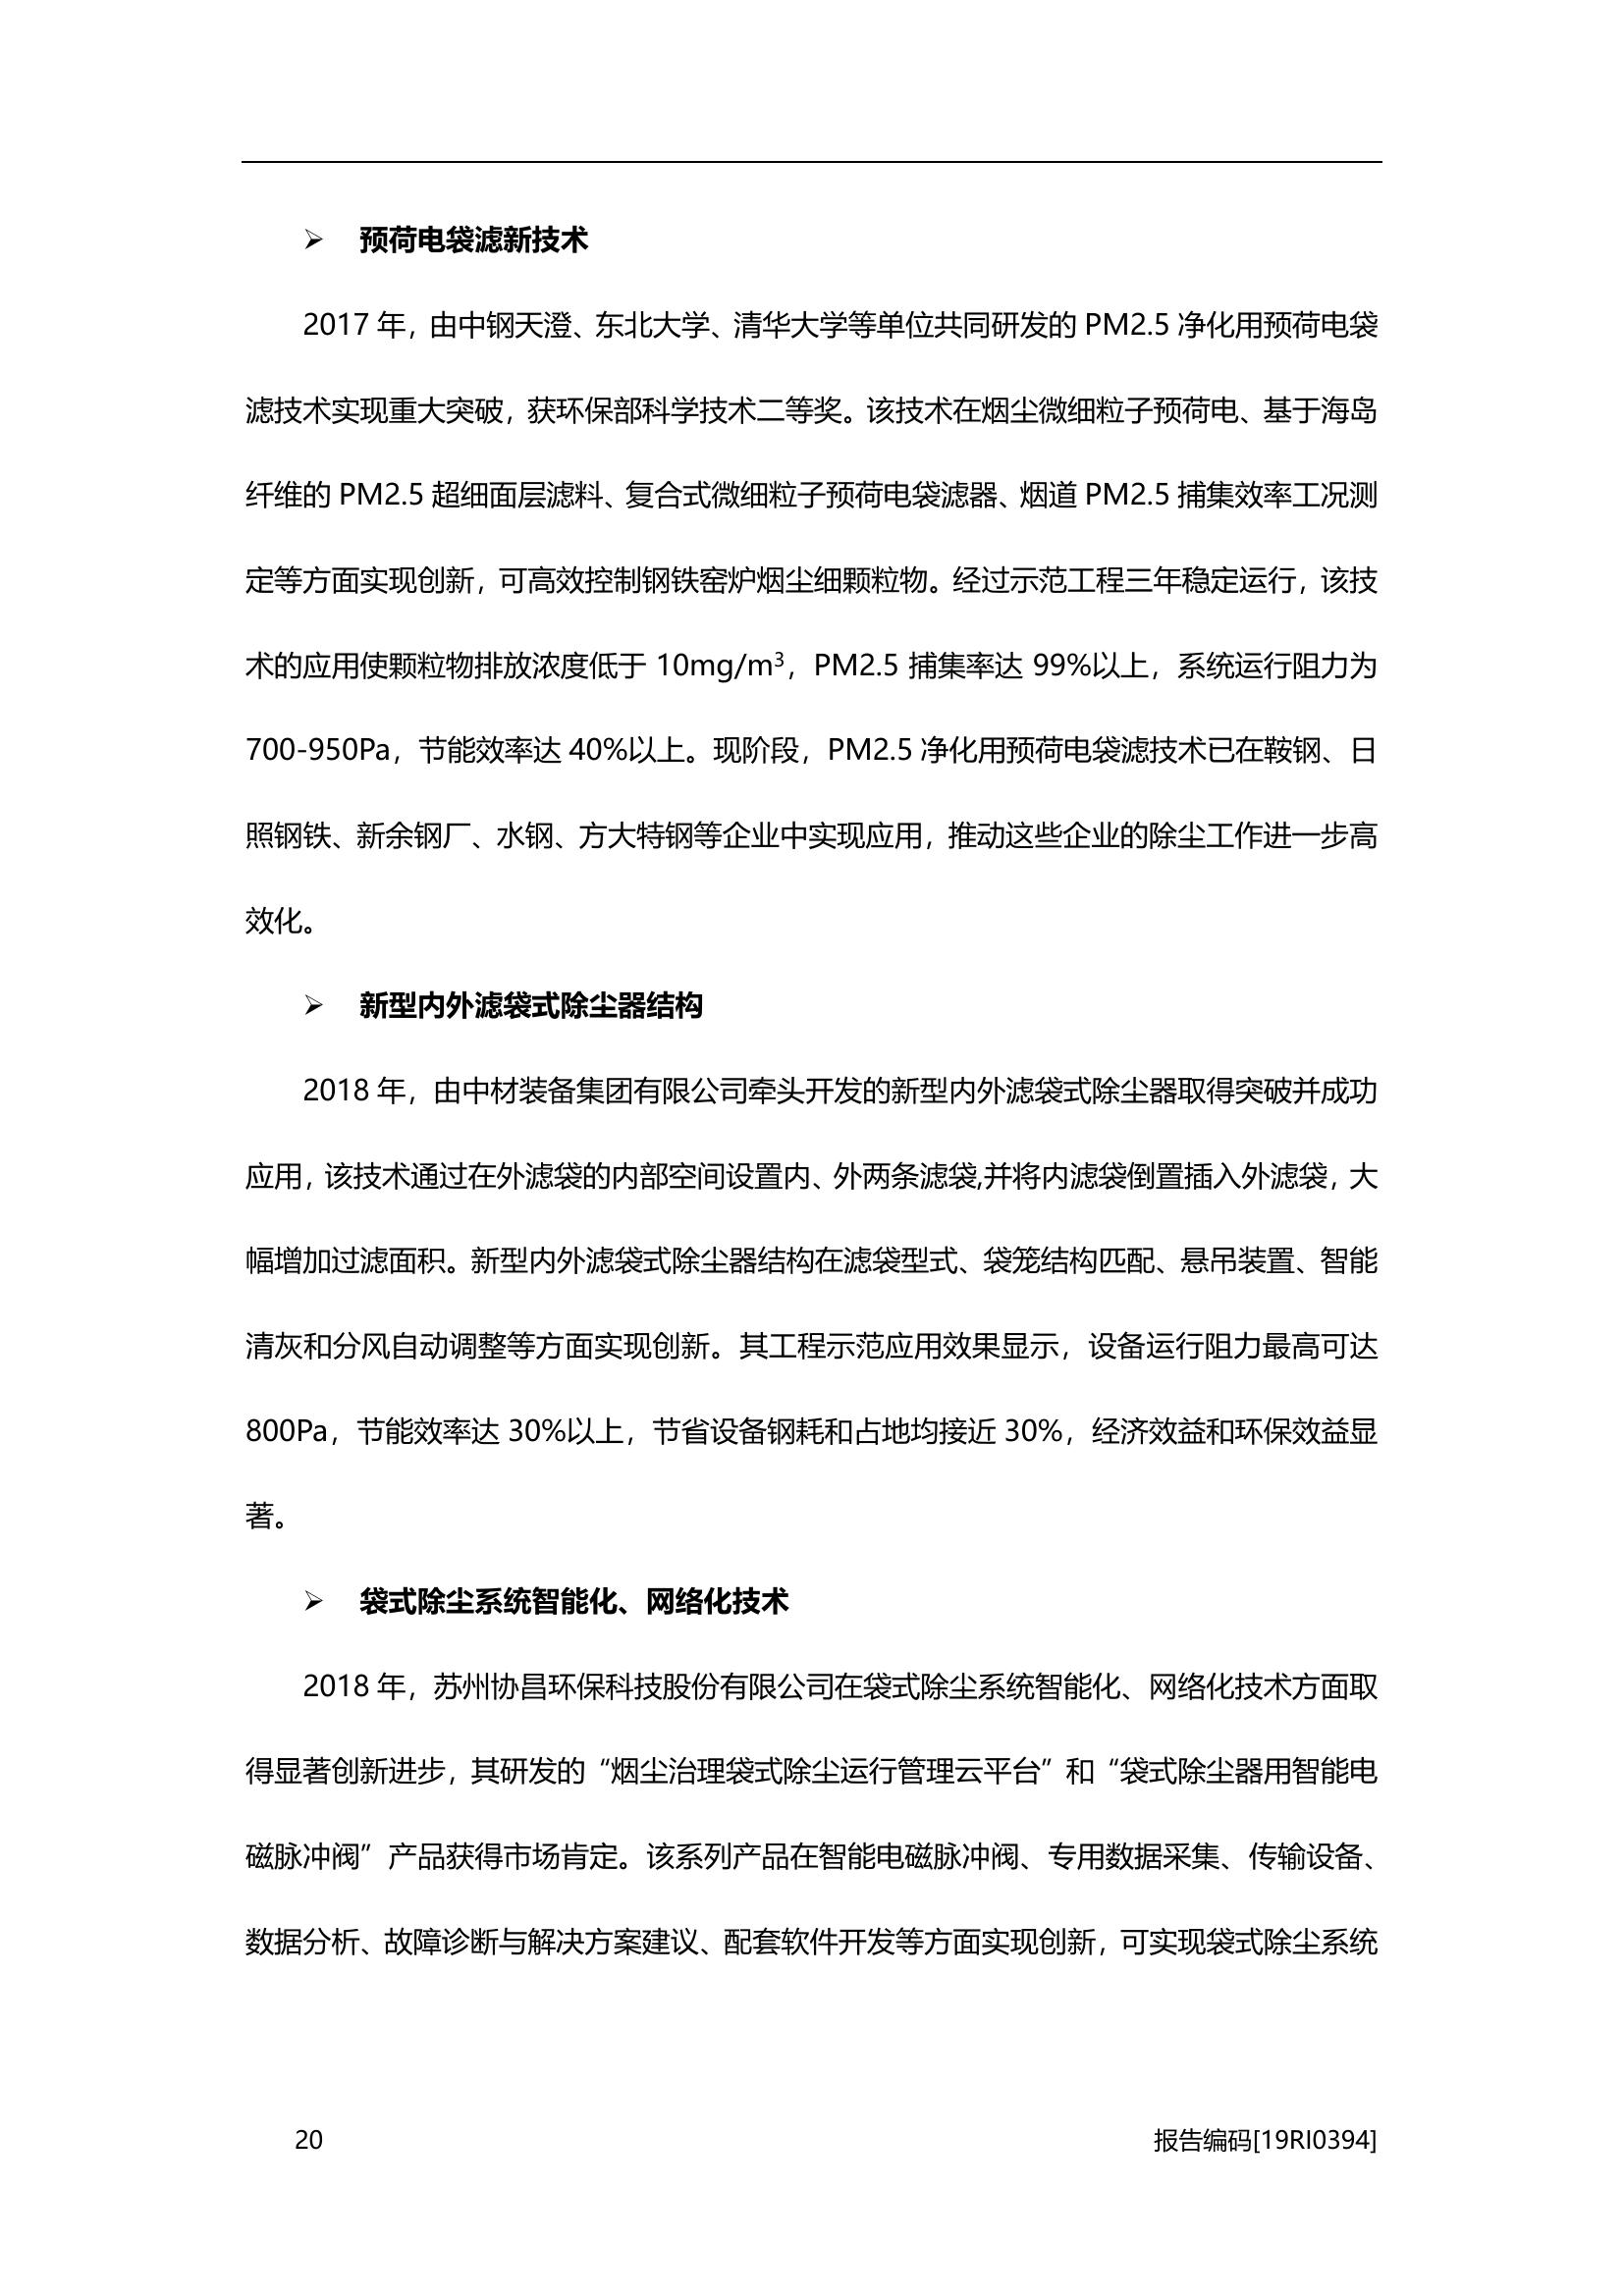 ➢ 预荷电袋滤新技术
2017 年，由中钢天澄、东北大学、清华大学等单位共同研发的 PM2.5 净化用预荷电袋
滤技术实现重大突破，获环保部科学技术二等奖。该技术在烟尘微细粒子预荷电、基于海岛
纤维的 PM2.5 超细面层滤料、复合式微细粒子预荷电袋滤器、烟道 PM2.5 捕集效率工况测
定等方面实现创新，可高效控制钢铁窑炉烟尘细颗粒物。经过示范工程三年稳定运行，该技
术的应用使颗粒物排放浓度低于 10mg/m³，PM2.5 捕集率达 99%以上，系统运行阻力为
700-950Pa，节能效率达 40%以上。现阶段，PM2.5 净化用预荷电袋滤技术已在鞍钢、日
照钢铁、新余钢厂、水钢、方大特钢等企业中实现应用，推动这些企业的除尘工作进一步高
效化。
➢ 新型内外滤袋式除尘器结构
2018 年，由中材装备集团有限公司牵头开发的新型内外滤袋式除尘器取得突破并成功
应用，该技术通过在外滤袋的内部空间设置内、外两条滤袋,并将内滤袋倒置插入外滤袋，大
幅增加过滤面积。新型内外滤袋式除尘器结构在滤袋型式、袋笼结构匹配、悬吊装置、智能
清灰和分风自动调整等方面实现创新。其工程示范应用效果显示，设备运行阻力最高可达
800Pa，节能效率达 30%以上，节省设备钢耗和占地均接近 30%，经济效益和环保效益显
著。
➢ 袋式除尘系统智能化、网络化技术
2018 年，苏州协昌环保科技股份有限公司在袋式除尘系统智能化、网络化技术方面取
得显著创新进步，其研发的“烟尘治理袋式除尘运行管理云平台”和“袋式除尘器用智能电
磁脉冲阀”产品获得市场肯定。该系列产品在智能电磁脉冲阀、专用数据采集、传输设备、
数据分析、故障诊断与解决方案建议、配套软件开发等方面实现创新，可实现袋式除尘系统
20 报告编码[19RI0394]